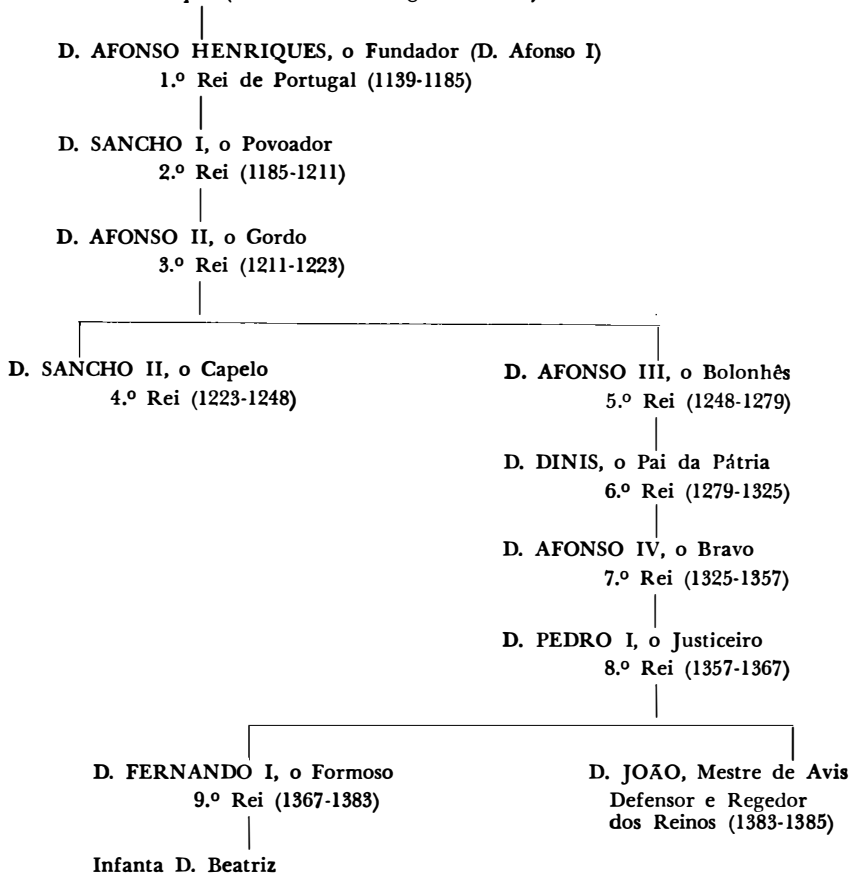 D. AFONSO HENRIQUES, o Fundador (D. Afonso I)
1.º Rei de Portugal (1139-1185)
D. SANCHO I, o Povoador
2.º Rei (1185-1211)
D. AFONSO II, o Gordo
3.º Rei (1211-1223)
D. SANCHO II, o Capelo
4.º Rei (1223-1248)
D. AFONSO III, o Bolonhês
5.º Rei (1248-1279)
D. DINIS, o Pai da Pátria
6.º Rei (1279-1325)
D. AFONSO IV, o Bravo
7.º Rei (1325-1357)
D. PEDRO I, o Justiceiro
8.º Rei (1357-1367)
D. FERNANDO I, o Formoso
9.º Rei (1367-1383)
Infanta D. Beatriz
D. JOÃO, Mestre de Avis
Defensor e Regedor
dos Reinos (1383-1385)